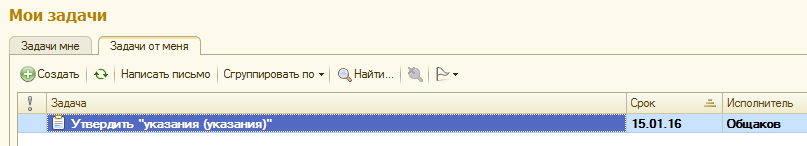 Мои задачи
Задачи мне Задачи от меня
Создать Написать письмо Сгруппировать по Найти...
! Задача Срок Исполнитель
Утвердить "указания (указания)" 15.01.16 Общаков